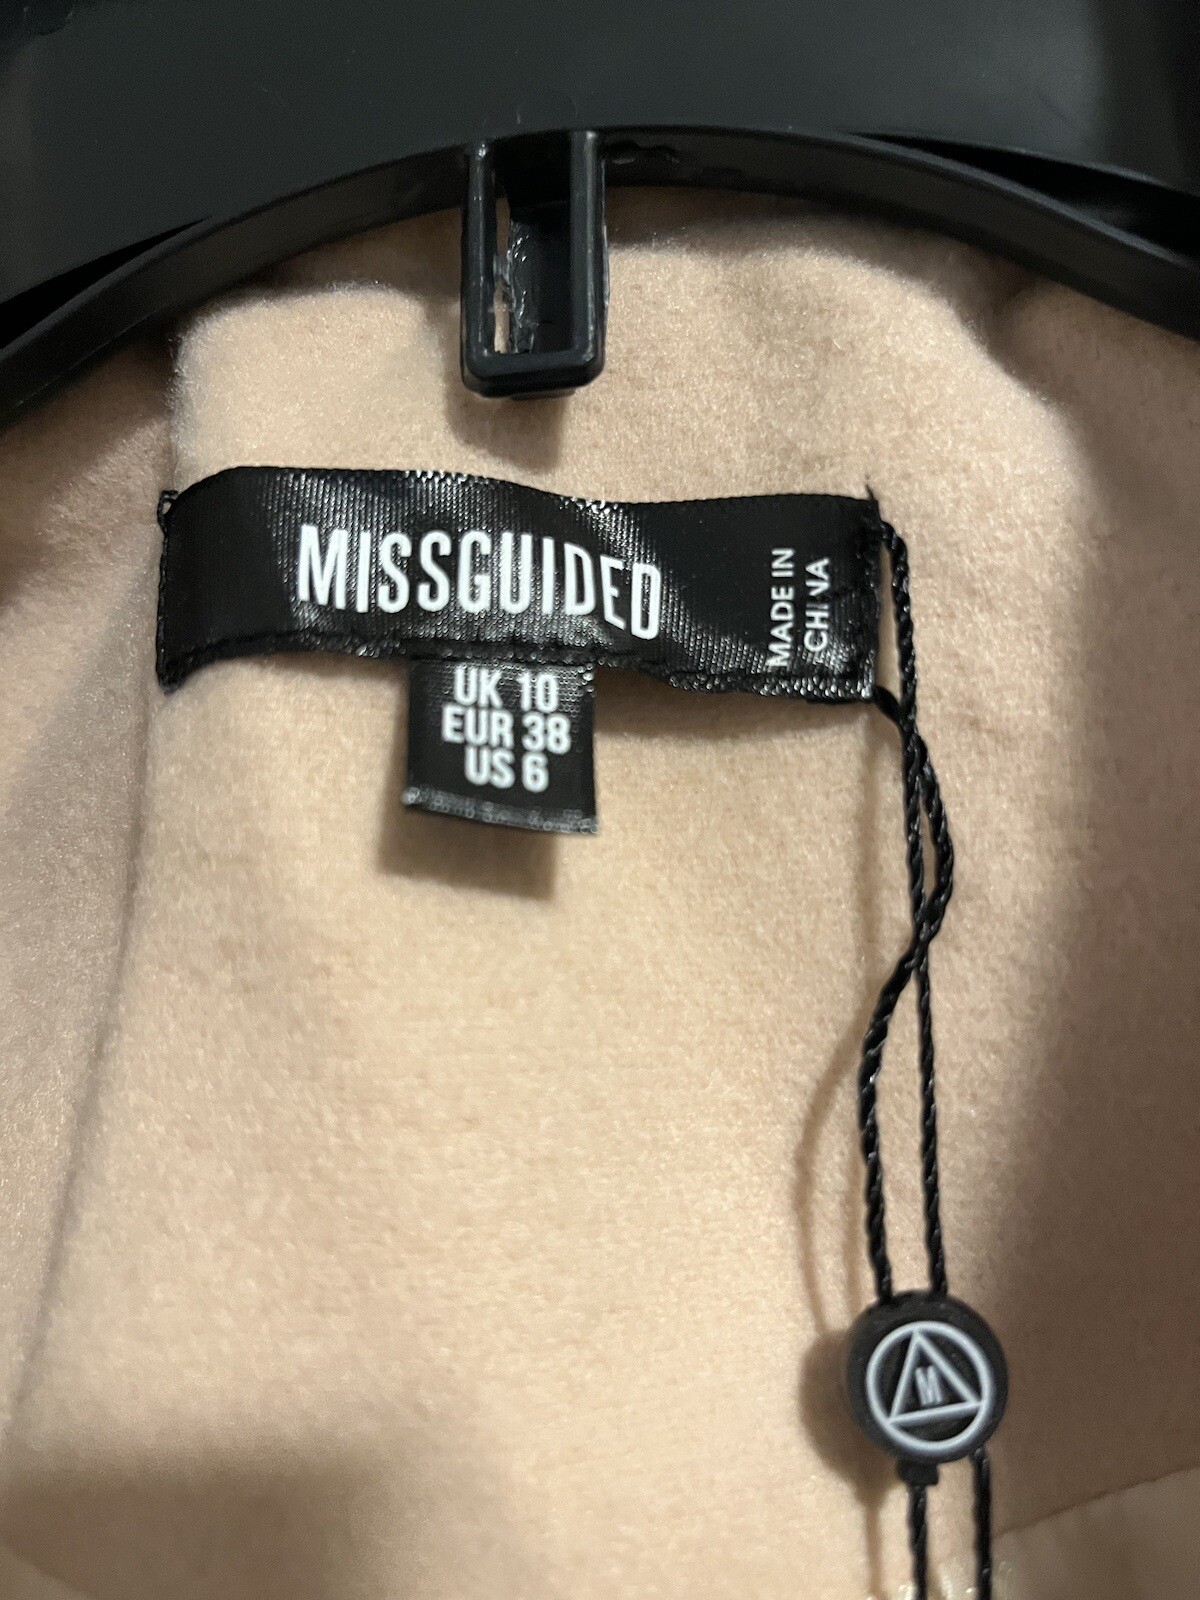 MISSGUIDED
MADE IN
CHINA
UK 10
EUR 38
US 6
M